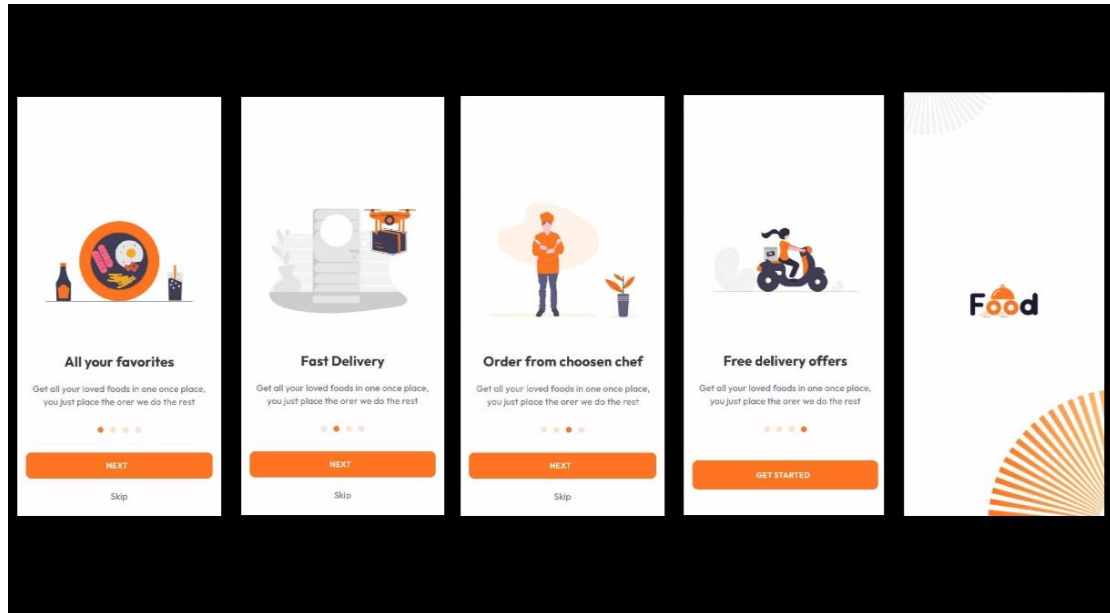 All your favorites
Get all your loved foods in one once place,
you just place the orer we do the rest
NEXT
Skip
Fast Delivery
Get all your loved foods in one once place,
you just place the orer we do the rest
NEXT
Skip
Order from choosen chef
Get all your loved foods in one once place,
you just place the orer we do the rest
NEXT
Skip
Free delivery offers
Get all your loved foods in one once place,
you just place the orer we do the rest
GET STARTED
Food